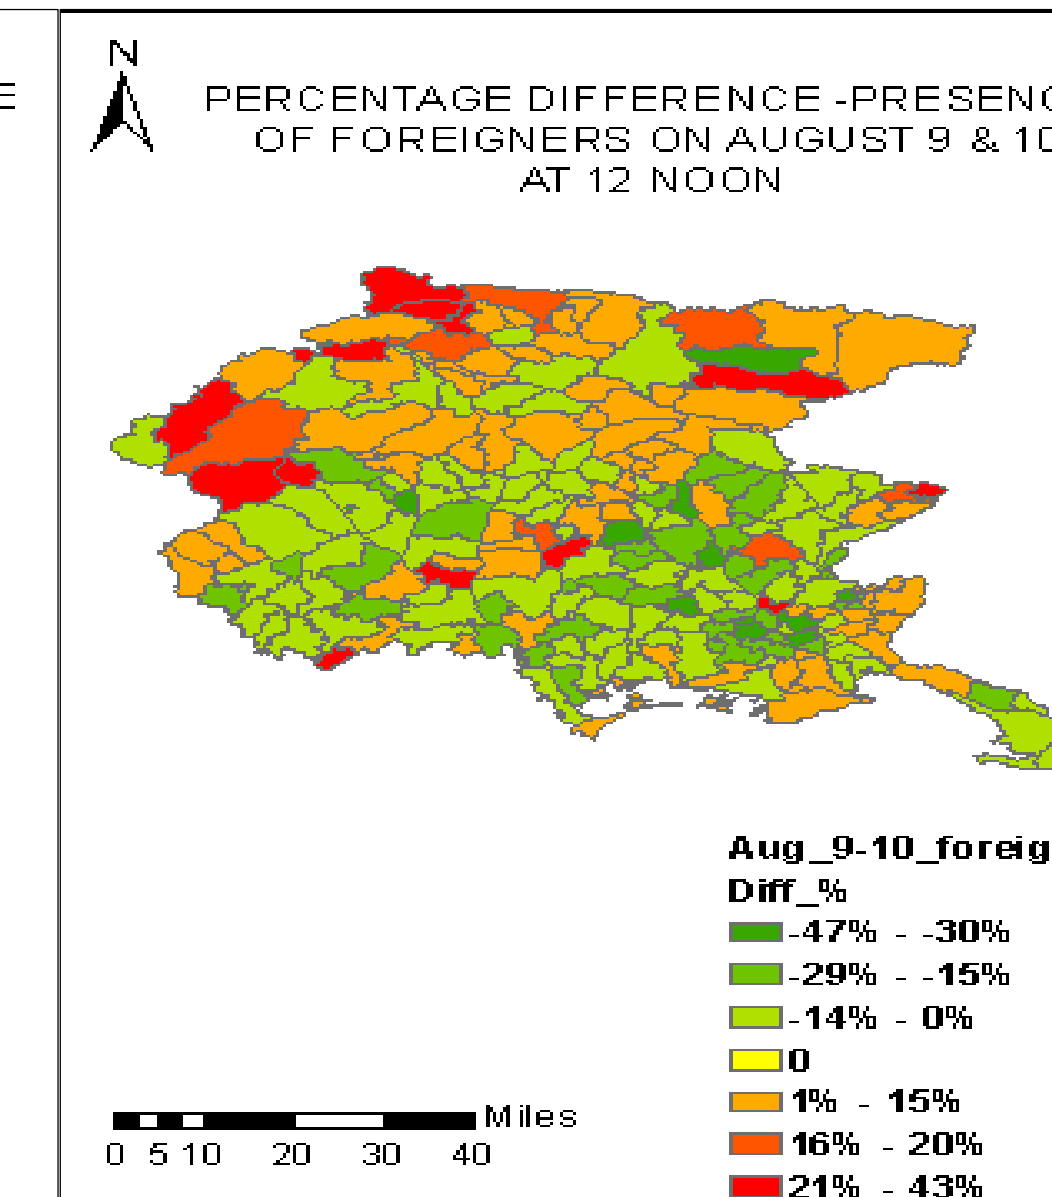 N
E
PERCENTAGE DIFFERENCE -PRESENC
OF FOREIGNERS ON AUGUST 9 & 10
AT 12 NOON
Aug_9-10_foreig
Diff_%
-47% - -30%
-29% - -15%
-14% - 0%
0
1% - 15%
16% - 20%
21% - 43%
Miles
0 5 10 20 30 40